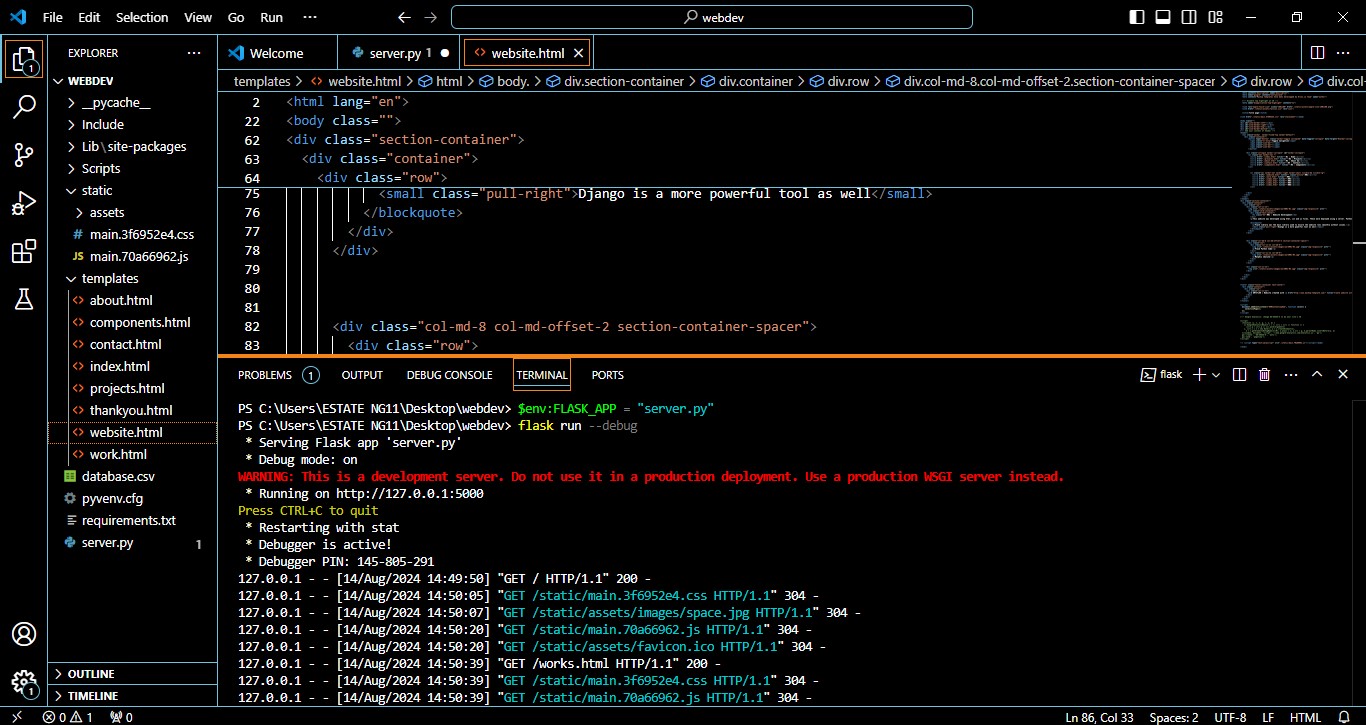 File Edit Selection View Go Run ··· webdev
EXPLORER ···
WEBDEV
__pycache__
Include
Lib\site-packages
Scripts
static
assets
# main.3f6952e4.css
JS main.70a66962.js
templates
<> about.html
<> components.html
<> contact.html
<> index.html
<> projects.html
<> thankyou.html
<> website.html
<> work.html
database.csv
pyvenv.cfg
requirements.txt
server.py 1
OUTLINE
TIMELINE
Welcome server.py 1 ● <> website.html ×
templates > <> website.html > html > body. > div.section-container > div.container > div.row > div.col-md-8.col-md-offset-2.section-container-spacer > div.row > div.col-
2 <html lang="en">
22 <body class="">
62 <div class="section-container">
63 <div class="container">
64 <div class="row">
75 <small class="pull-right">Django is a more powerful tool as well</small>
76 </blockquote>
77 </div>
78 </div>
79
80
81
82 <div class="col-md-8 col-md-offset-2 section-container-spacer">
83 <div class="row">
PROBLEMS 1 OUTPUT DEBUG CONSOLE TERMINAL PORTS flask
PS C:\Users\ESTATE NG11\Desktop\webdev> $env:FLASK_APP = "server.py"
PS C:\Users\ESTATE NG11\Desktop\webdev> flask run --debug
* Serving Flask app 'server.py'
* Debug mode: on
WARNING: This is a development server. Do not use it in a production deployment. Use a production WSGI server instead.
* Running on http://127.0.0.1:5000
Press CTRL+C to quit
* Restarting with stat
* Debugger is active!
* Debugger PIN: 145-805-291
127.0.0.1 - - [14/Aug/2024 14:49:50] "GET / HTTP/1.1" 200 -
127.0.0.1 - - [14/Aug/2024 14:50:05] "GET /static/main.3f6952e4.css HTTP/1.1" 304 -
127.0.0.1 - - [14/Aug/2024 14:50:07] "GET /static/assets/images/space.jpg HTTP/1.1" 304 -
127.0.0.1 - - [14/Aug/2024 14:50:20] "GET /static/main.70a66962.js HTTP/1.1" 304 -
127.0.0.1 - - [14/Aug/2024 14:50:20] "GET /static/assets/favicon.ico HTTP/1.1" 304 -
127.0.0.1 - - [14/Aug/2024 14:50:39] "GET /works.html HTTP/1.1" 200 -
127.0.0.1 - - [14/Aug/2024 14:50:39] "GET /static/main.3f6952e4.css HTTP/1.1" 304 -
127.0.0.1 - - [14/Aug/2024 14:50:39] "GET /static/main.70a66962.js HTTP/1.1" 304 -
0 1 0 Ln 86, Col 33 Spaces: 2 UTF-8 LF HTML